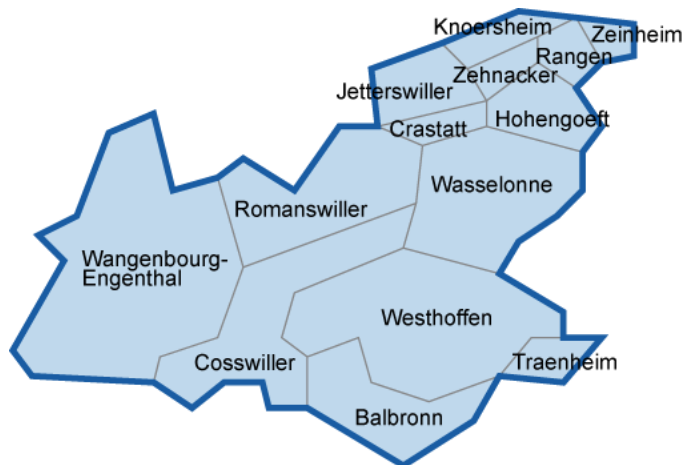 Knoersheim
Zeinheim
Rangen
Zehnacker
Jetterswiller
Hohengoeft
Crastatt
Wasselonne
Romanswiller
Wangenbourg-
Engenthal
Westhoffen
Cosswiller
Traenheim
Balbronn